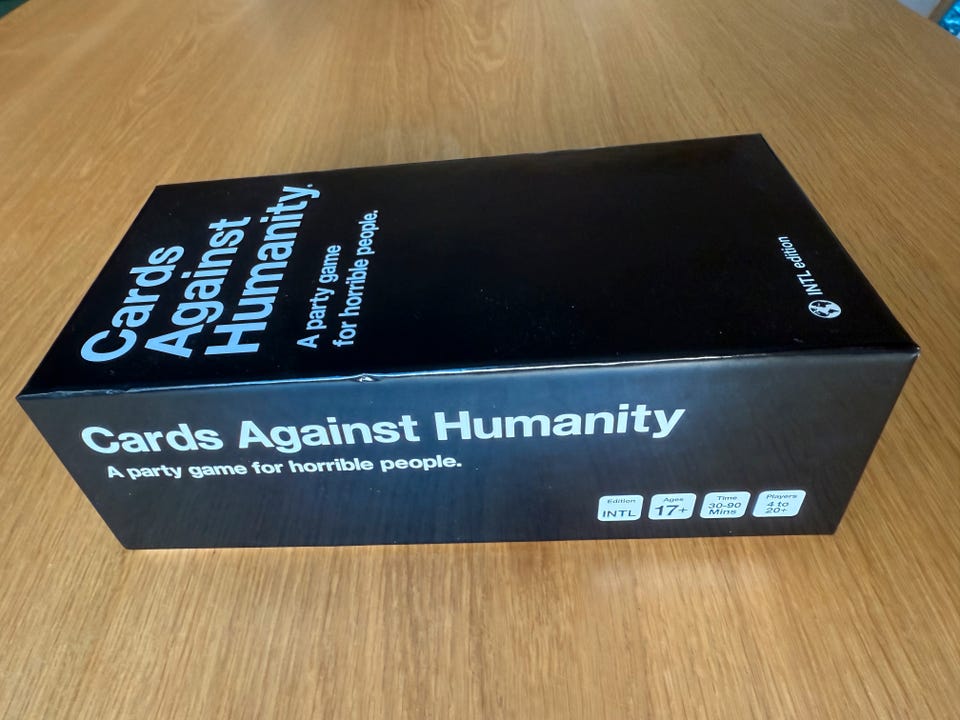 Cards
Against
Humanity.
A party game
for horrible people.
INTL edition
Cards Against Humanity
A party game for horrible people.
Edition
INTL
Ages
17+
Time
30-90
Mins
Players
4 to
20+